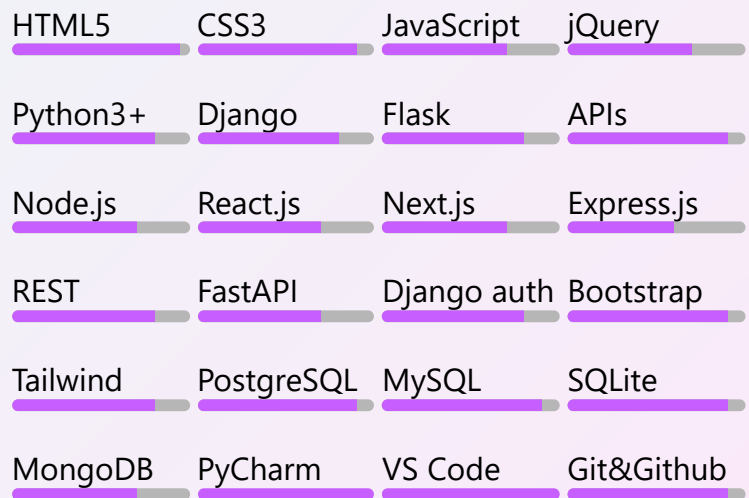 HTML5 CSS3 JavaScript jQuery
Python3+ Django Flask APIs
Node.js React.js Next.js Express.js
REST FastAPI Django auth Bootstrap
Tailwind PostgreSQL MySQL SQLite
MongoDB PyCharm VS Code Git&Github